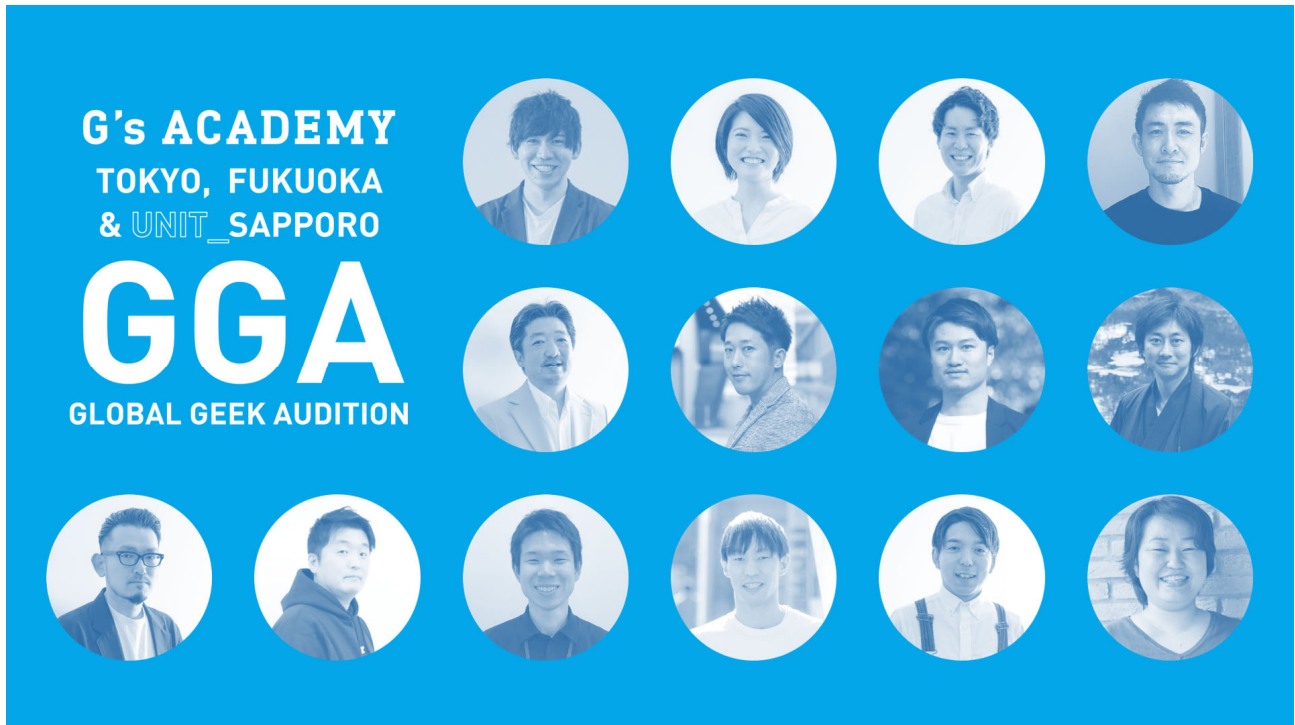 G's ACADEMY
TOKYO, FUKUOKA
& UNIT_SAPPORO
GGA
GLOBAL GEEK AUDITION